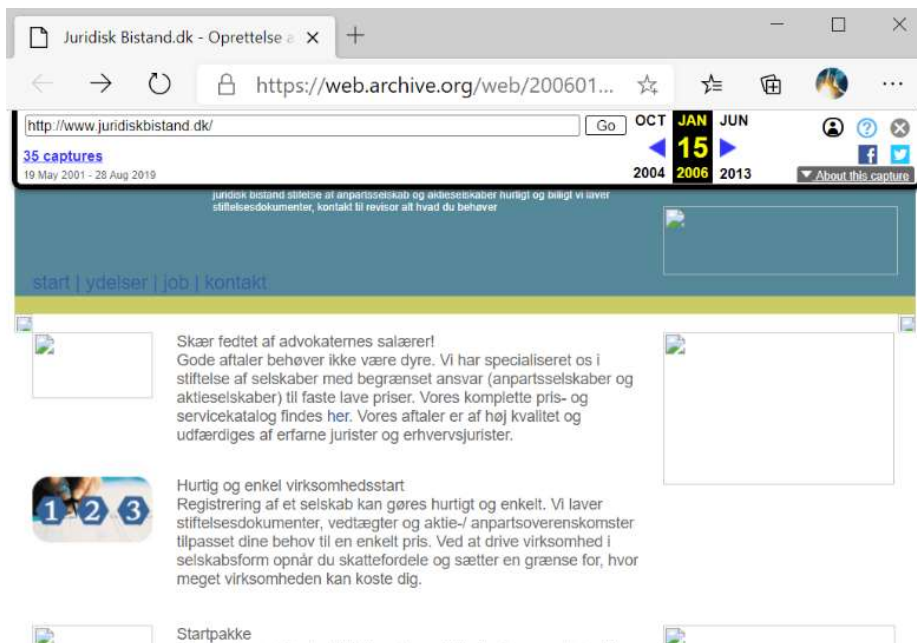 Juridisk Bistand.dk - Oprettelse a
https://web.archive.org/web/200601...
http://www.juridiskbistand.dk/
Go
OCT JAN JUN
35 captures
15
19 May 2001 - 28 Aug 2019
2004 2006 2013
About this capture
juridisk bistand stiftelse af anpartsselskab og aktieselskaber hurtigt og billigt vi laver
stiftelsesdokumenter, kontakt til revisor alt hvad du behøver
start | ydelser | job | kontakt
Skær fedtet af advokaternes salærer!
Gode aftaler behøver ikke være dyre. Vi har specialiseret os i
stiftelse af selskaber med begrænset ansvar (anpartsselskaber og
aktieselskaber) til faste lave priser. Vores komplette pris- og
servicekatalog findes her. Vores aftaler er af høj kvalitet og
udfærdiges af erfarne jurister og erhvervsjurister.
1 2 3
Hurtig og enkel virksomhedsstart
Registrering af et selskab kan gøres hurtigt og enkelt. Vi laver
stiftelsesdokumenter, vedtægter og aktie-/ anpartsoverenskomster
tilpasset dine behov til en enkelt pris. Ved at drive virksomhed i
selskabsform opnår du skattefordele og sætter en grænse for, hvor
meget virksomheden kan koste dig.
Startpakke